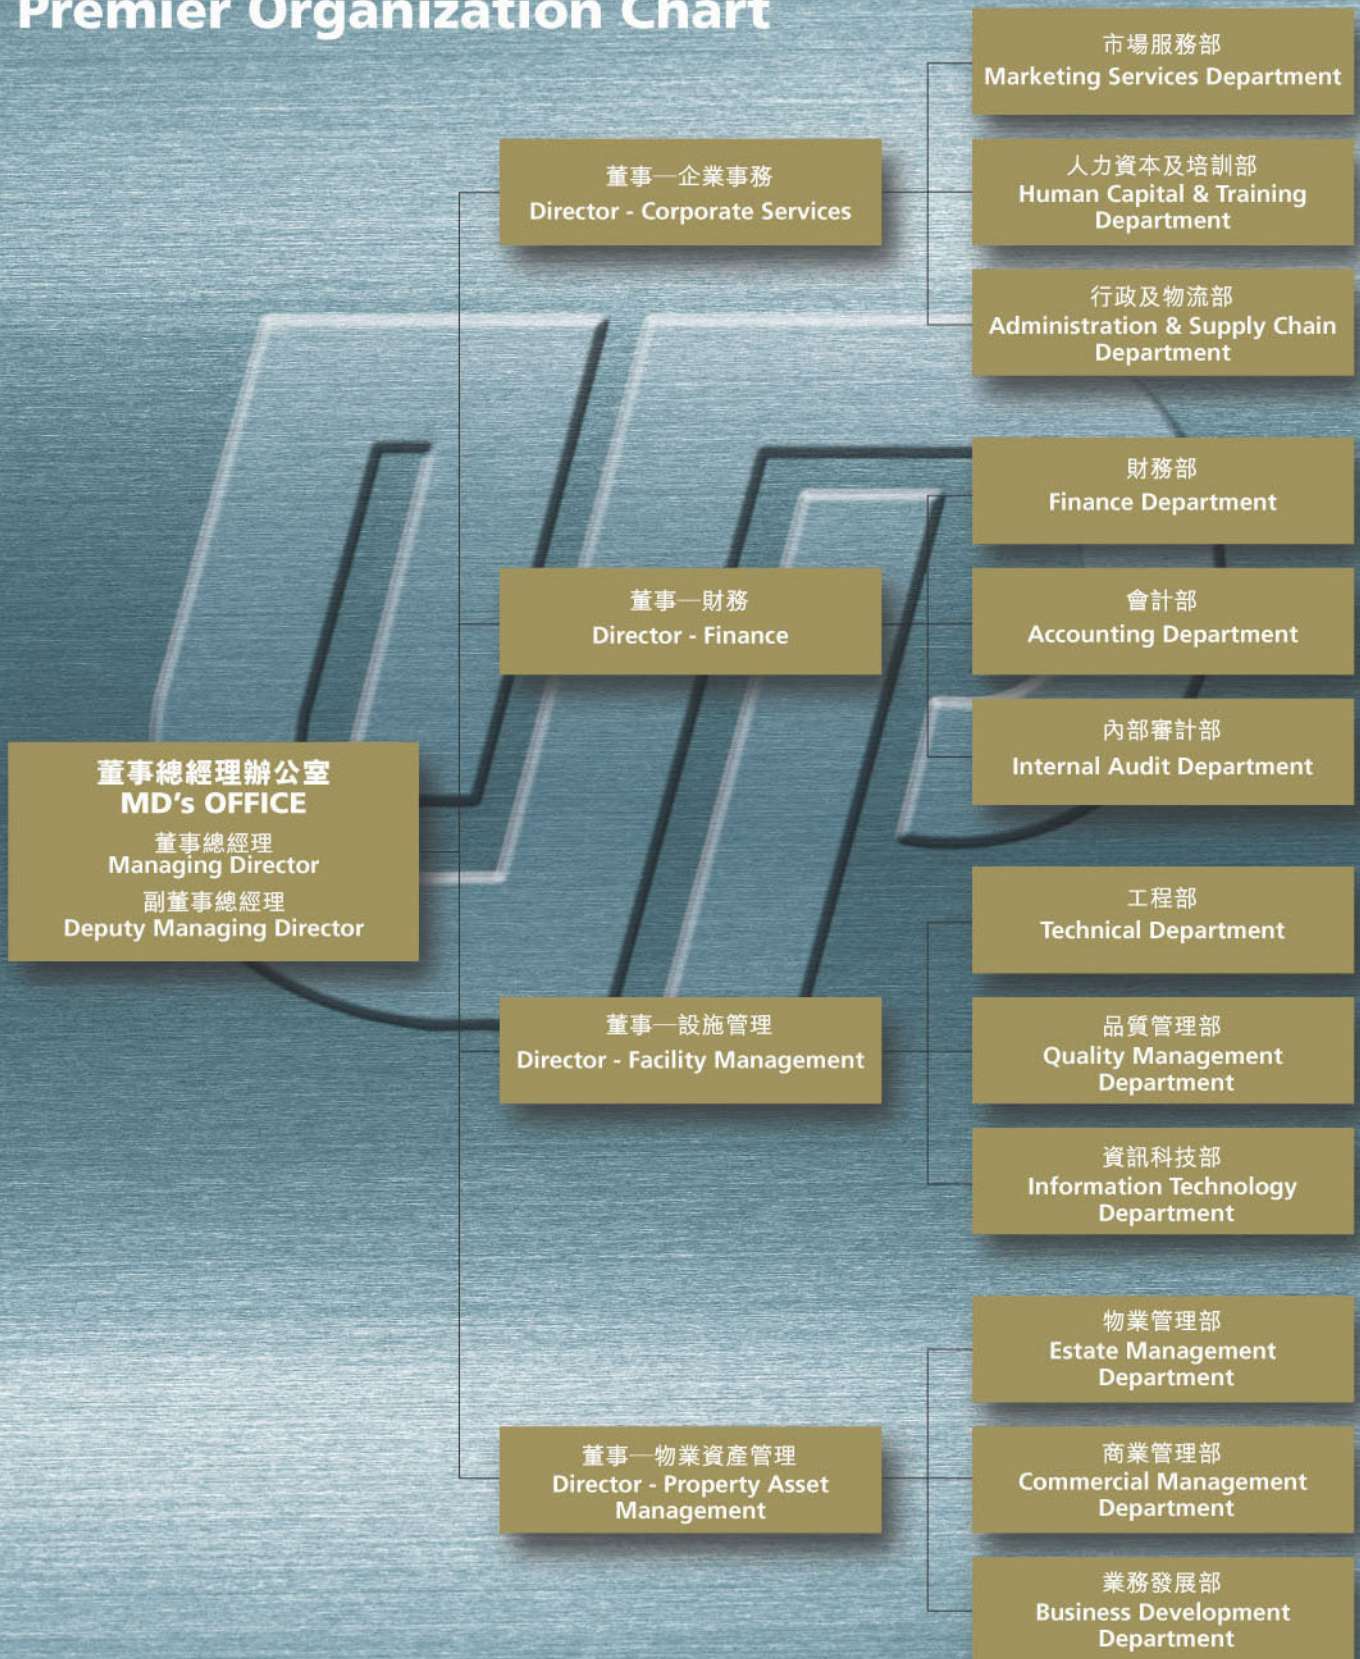 Premier Organization Chart
市場服務部
Marketing Services Department
董事—企業事務
Director - Corporate Services
人力資本及培訓部
Human Capital & Training
Department
行政及物流部
Administration & Supply Chain
Department
財務部
Finance Department
董事—財務
Director - Finance
會計部
Accounting Department
內部審計部
Internal Audit Department
董事總經理辦公室
MD's OFFICE
董事總經理
Managing Director
副董事總經理
Deputy Managing Director
工程部
Technical Department
董事—設施管理
Director - Facility Management
品質管理部
Quality Management
Department
資訊科技部
Information Technology
Department
物業管理部
Estate Management
Department
董事—物業資產管理
Director - Property Asset
Management
商業管理部
Commercial Management
Department
業務發展部
Business Development
Department